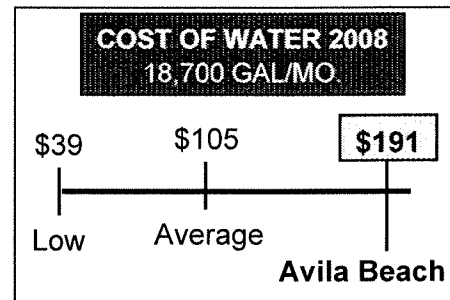 COST OF WATER 2008
18,700 GAL/MO.
$39 $105 $191
Low Average
Avila Beach